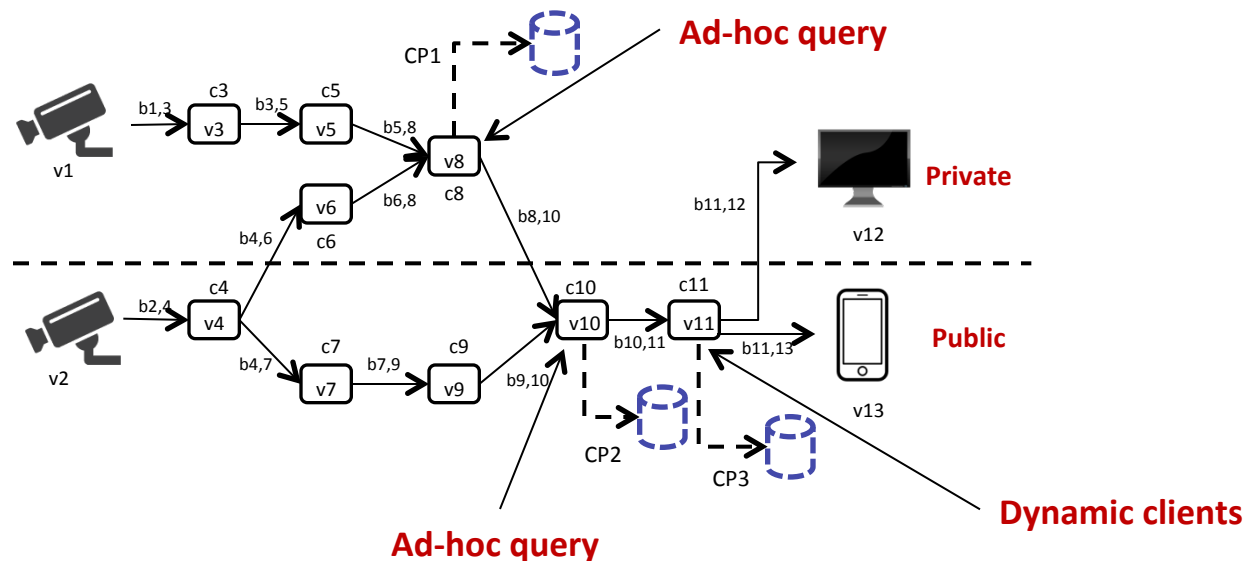 Ad-hoc query
CP1
c3
c5
b1,3
b3,5
v3
v5
b5,8
v1
v8
c8
v6
b6,8
c6
b4,6
b8,10
b11,12
Private
v12
c4
b2,4
v4
v2
b4,7
c7
b7,9
c9
v7
v9
b9,10
c10
c11
v10
v11
b10,11
b11,13
Public
v13
CP2
CP3
Dynamic clients
Ad-hoc query